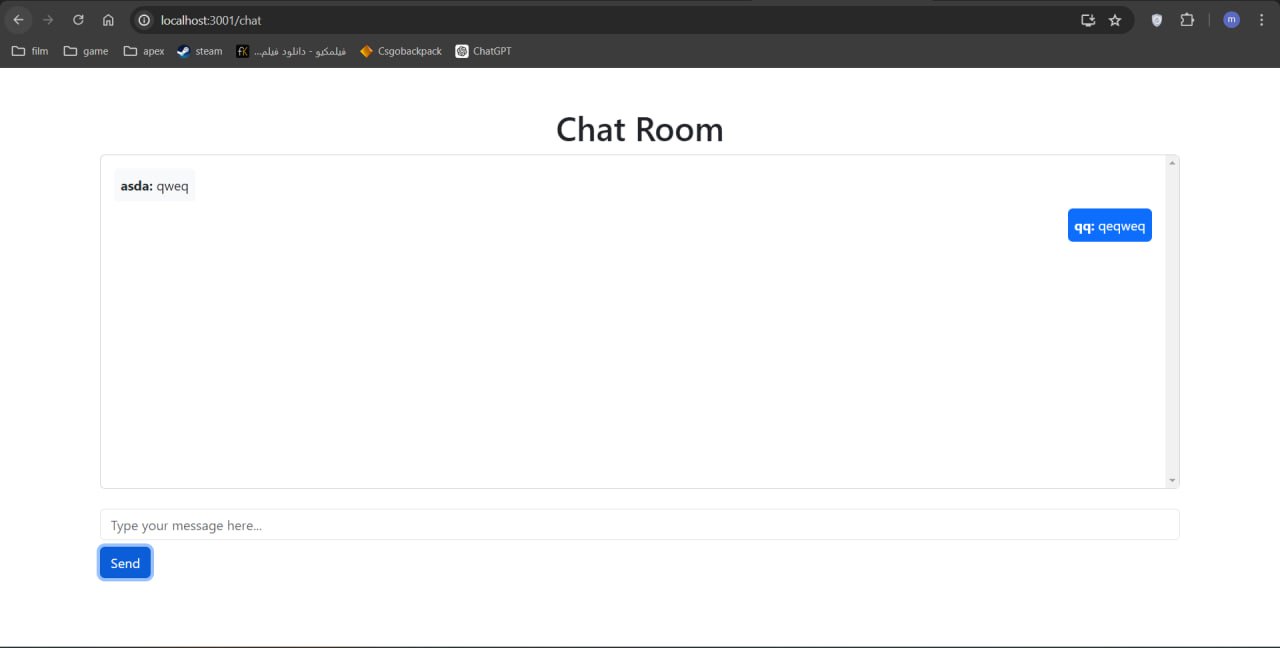 localhost:3001/chat
m
film game apex steam fK فیلمکیو - دانلود فیلم... Csgobackpack ChatGPT
Chat Room
asda: qweq
qq: qeqweq
Type your message here...
Send